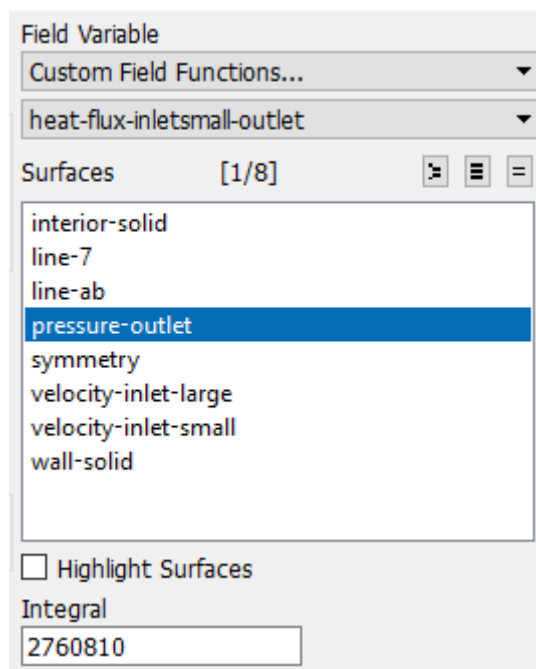 Field Variable
Custom Field Functions...
heat-flux-inletsmall-outlet
Surfaces [1/8]
interior-solid
line-7
line-ab
pressure-outlet
symmetry
velocity-inlet-large
velocity-inlet-small
wall-solid
Highlight Surfaces
Integral
2760810